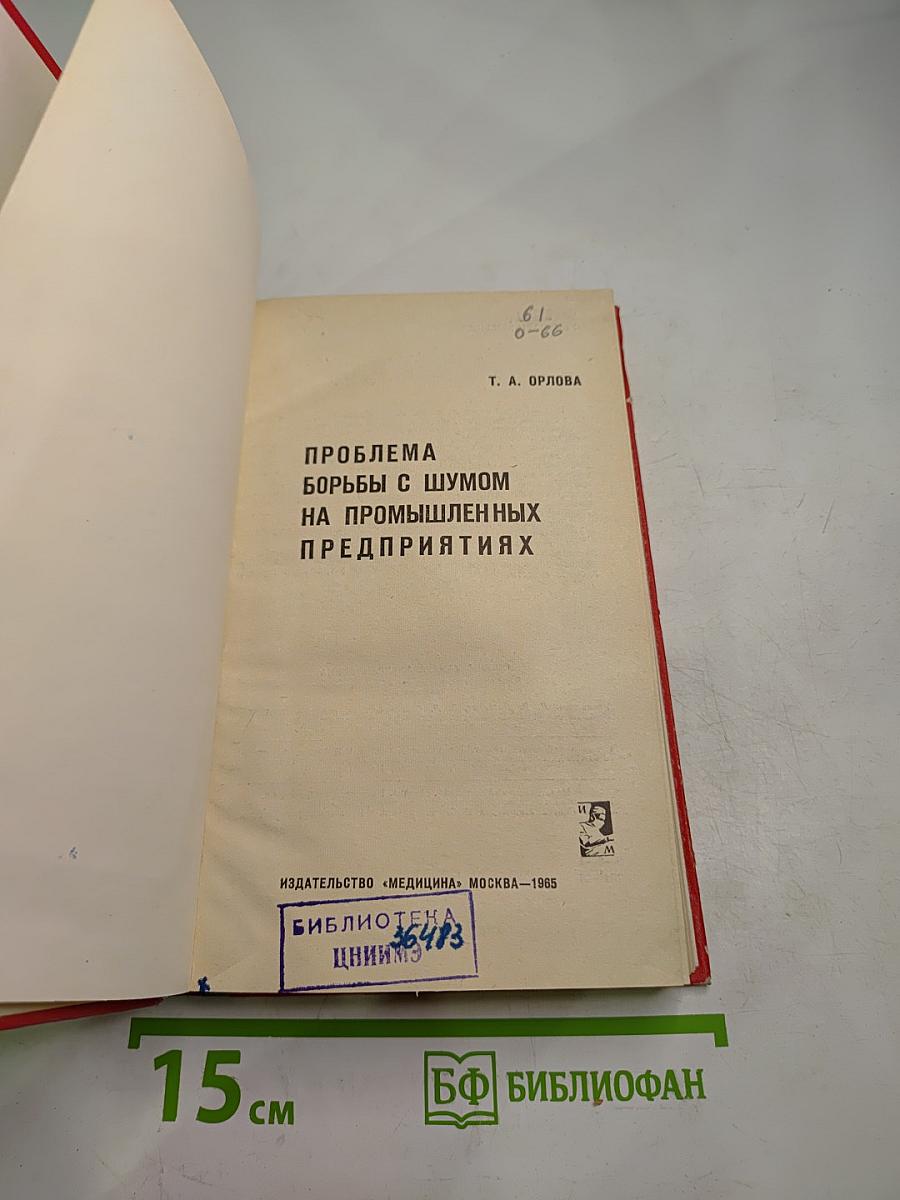 61
О-66
Т. А. ОРЛОВА
ПРОБЛЕМА
БОРЬБЫ С ШУМОМ
НА ПРОМЫШЛЕННЫХ
ПРЕДПРИЯТИЯХ
И
М
ИЗДАТЕЛЬСТВО «МЕДИЦИНА» МОСКВА—1965
БИБЛИОТЕКА
36483
ЦНИИМЭ
15 см
БФ БИБЛИОФАН